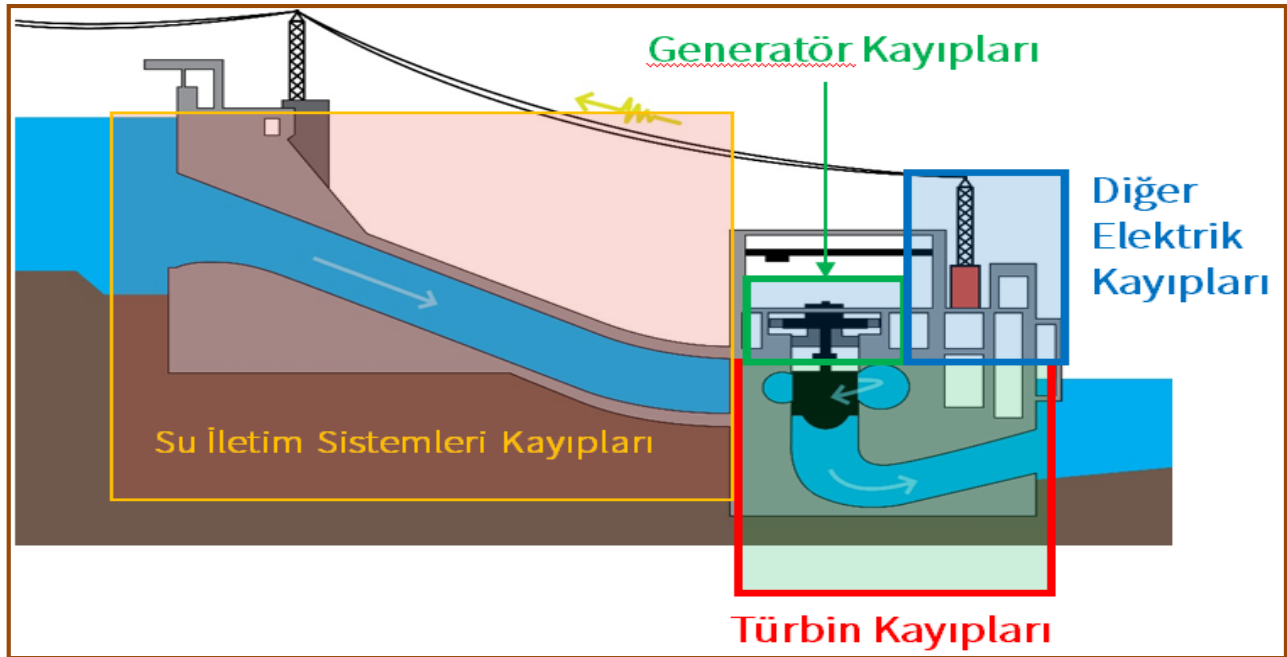 Generatör Kayıpları
Diğer
Elektrik
Kayıpları
Su İletim Sistemleri Kayıpları
Türbin Kayıpları